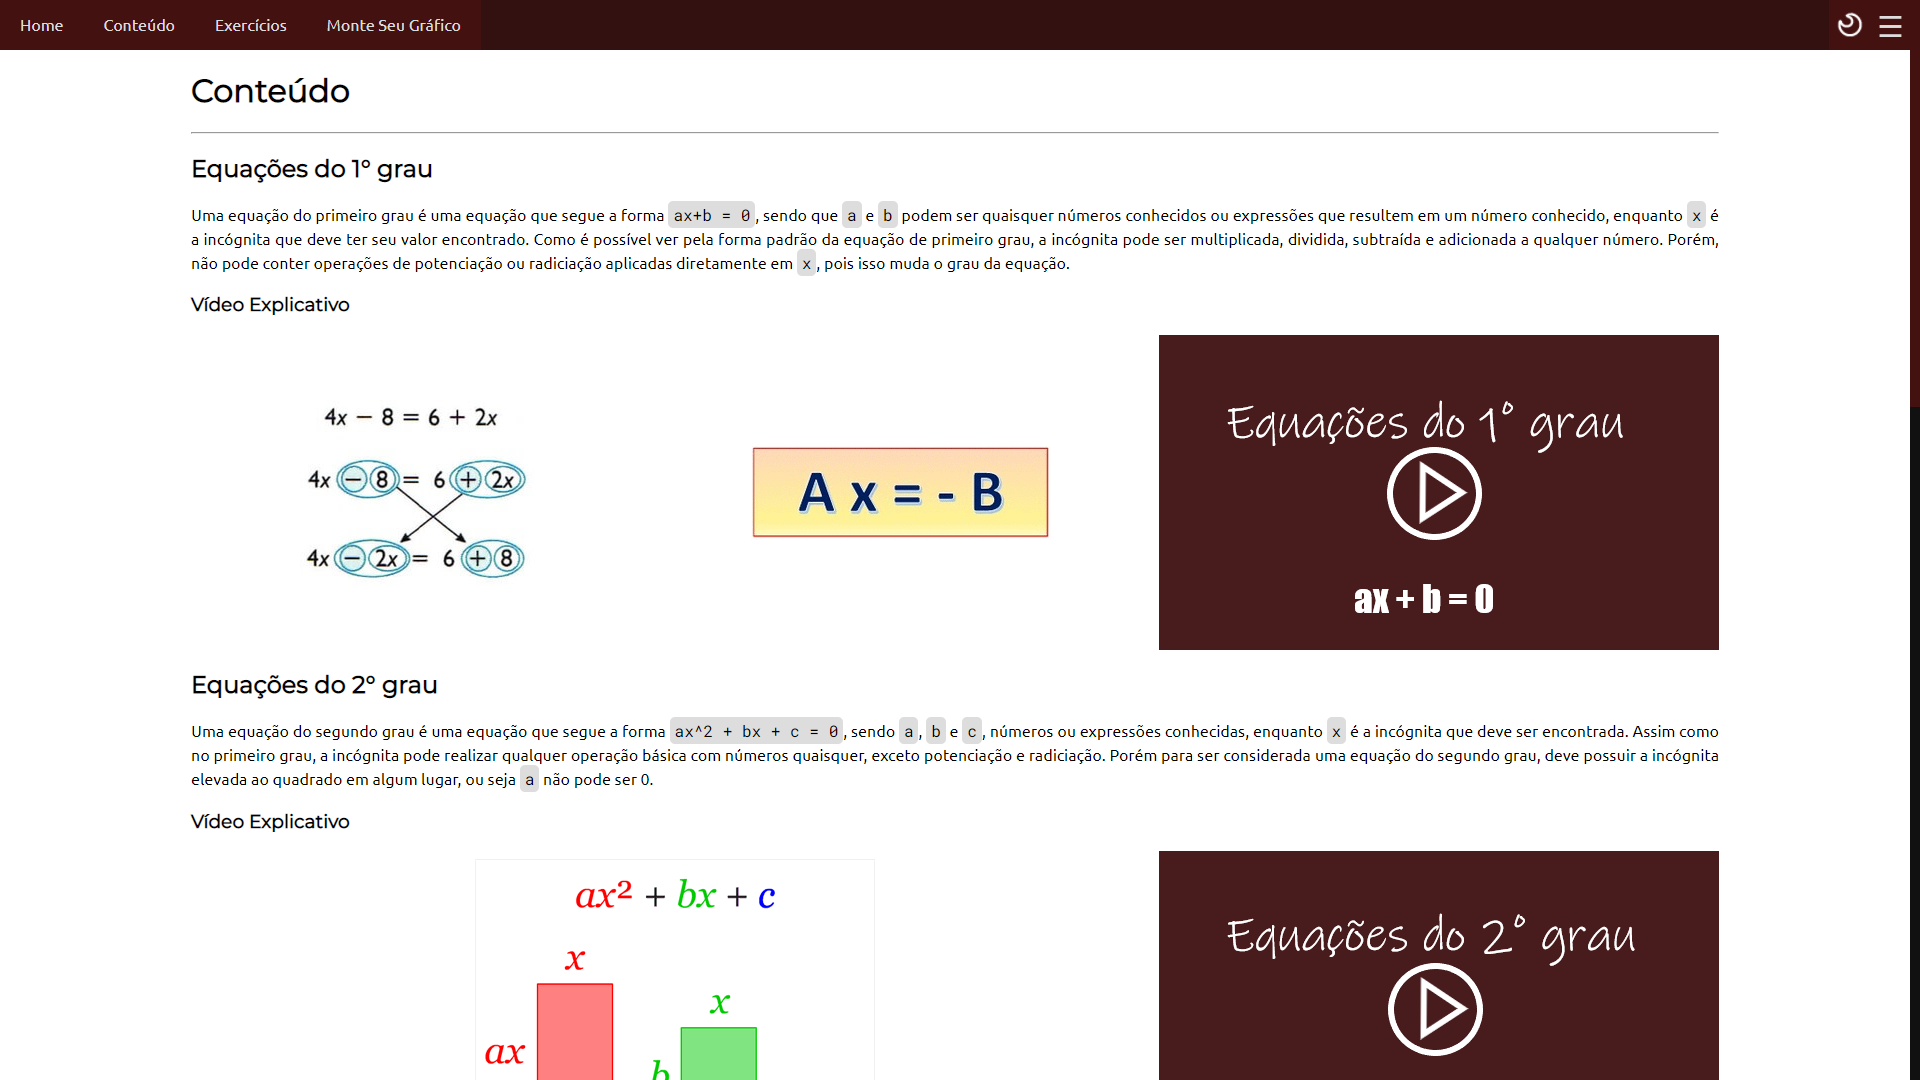 Home Conteúdo Exercícios Monte Seu Gráfico
Conteúdo
Equações do 1º grau
Uma equação do primeiro grau é uma equação que segue a forma ax+b = 0, sendo que a e b podem ser quaisquer números conhecidos ou expressões que resultem em um número conhecido, enquanto x é
a incógnita que deve ter seu valor encontrado. Como é possível ver pela forma padrão da equação de primeiro grau, a incógnita pode ser multiplicada, dividida, subtraída e adicionada a qualquer número. Porém,
não pode conter operações de potenciação ou radiciação aplicadas diretamente em x, pois isso muda o grau da equação.
Vídeo Explicativo
4x − 8 = 6 + 2x
4x − 8 = 6 + 2x
4x − 2x = 6 + 8
A x = - B
Equações do 1° grau
ax + b = 0
Equações do 2º grau
Uma equação do segundo grau é uma equação que segue a forma ax^2 + bx + c = 0, sendo a, b e c, números ou expressões conhecidas, enquanto x é a incógnita que deve ser encontrada. Assim como
no primeiro grau, a incógnita pode realizar qualquer operação básica com números quaisquer, exceto potenciação e radiciação. Porém para ser considerada uma equação do segundo grau, deve possuir a incógnita
elevada ao quadrado em algum lugar, ou seja a não pode ser 0.
Vídeo Explicativo
ax² + bx + c
x
x
ax
b
Equações do 2° grau